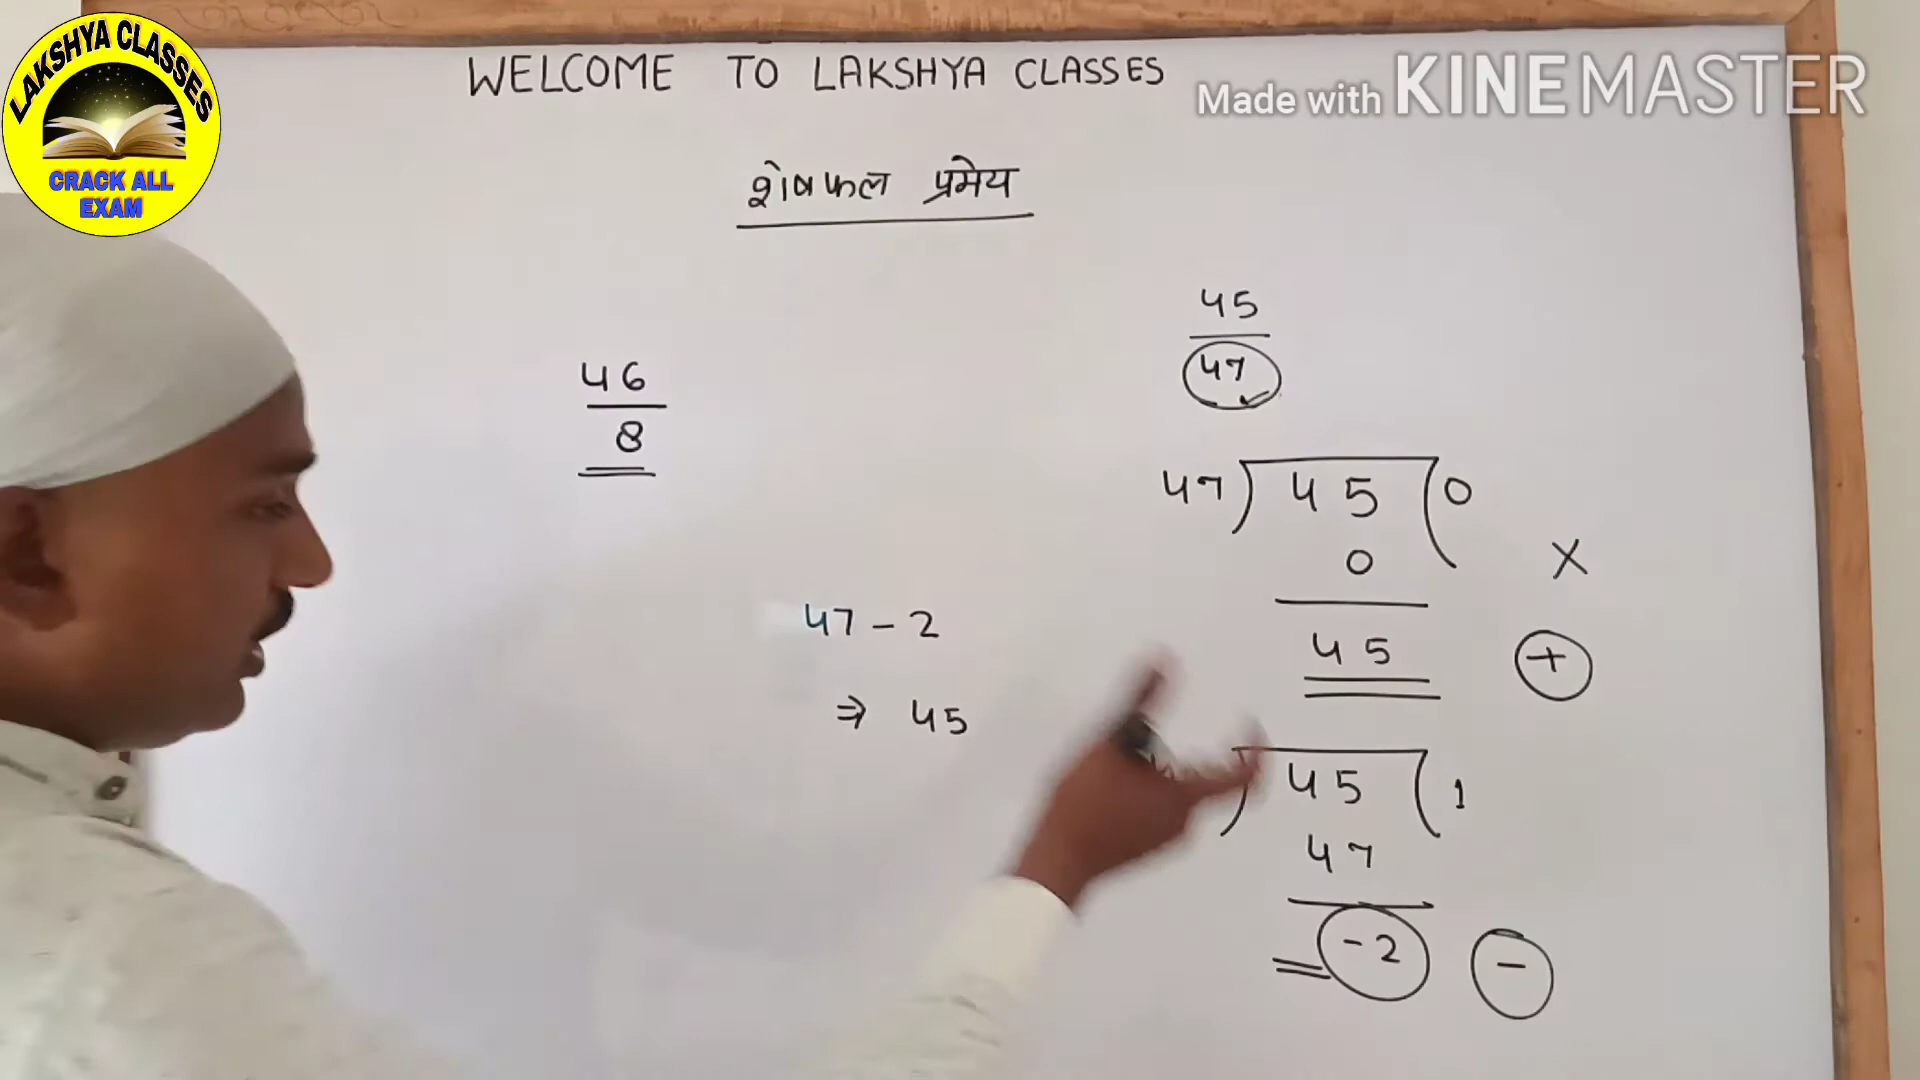 LAKSHYA CLASSES
CRACK ALL
EXAM
WELCOME TO LAKSHYA CLASSES
Made with KINEMASTER
शेषफल प्रमेय
46
8
47 - 2
⇒ 45
45
47
47 ) 45 ( 0
0
×
45
+
) 45 ( 1
47
-2
-